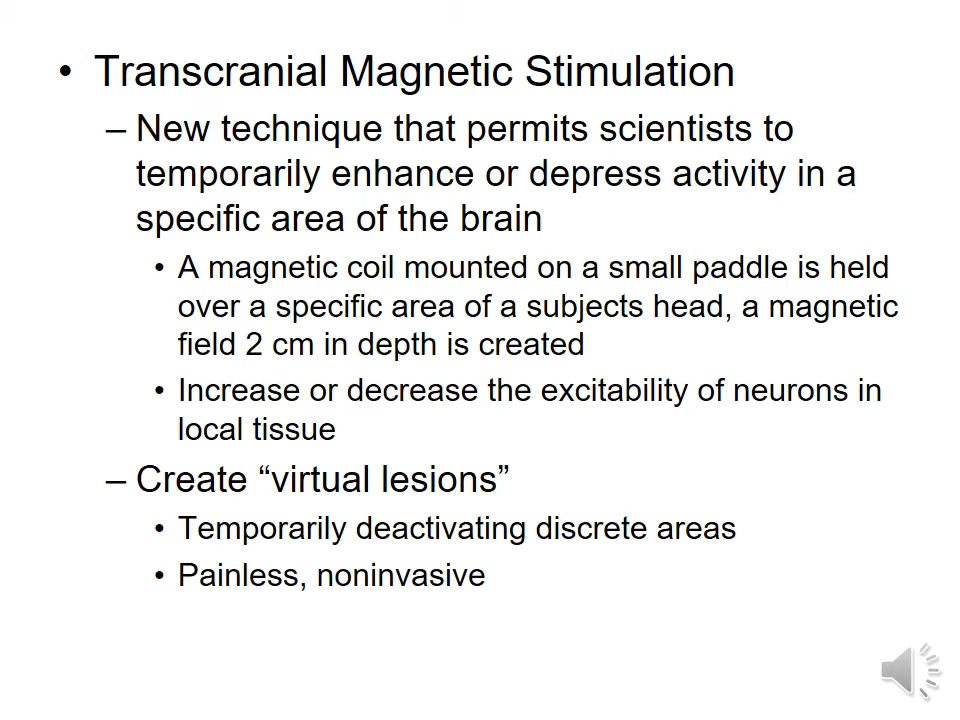 • Transcranial Magnetic Stimulation
– New technique that permits scientists to
temporarily enhance or depress activity in a
specific area of the brain
• A magnetic coil mounted on a small paddle is held
over a specific area of a subjects head, a magnetic
field 2 cm in depth is created
• Increase or decrease the excitability of neurons in
local tissue
– Create “virtual lesions”
• Temporarily deactivating discrete areas
• Painless, noninvasive